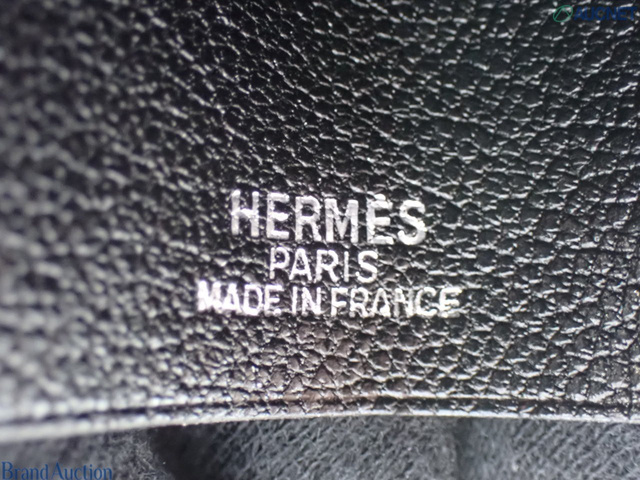 HERMÈS
PARIS
MADE IN FRANCE
Brand Auction